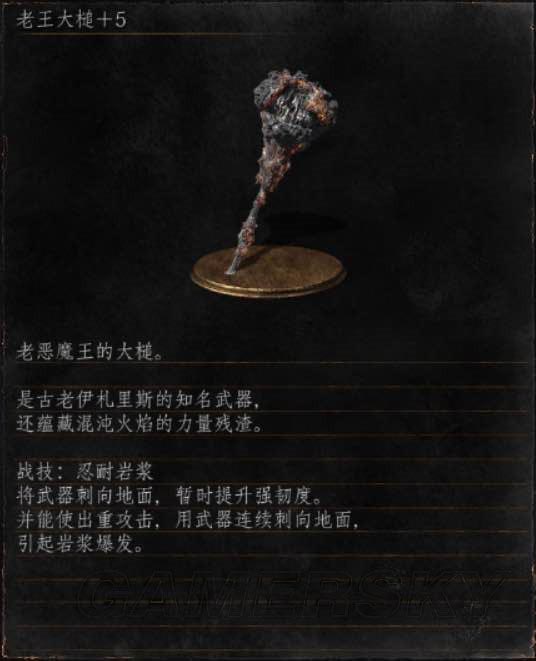 老王大槌＋5
老恶魔王的大槌。
是古老伊札里斯的知名武器，
还蕴藏混沌火焰的力量残渣。
战技：忍耐岩浆
将武器刺向地面，暂时提升强韧度。
并能使出重攻击，用武器连续刺向地面，
引起岩浆爆发。
GAMERSKY